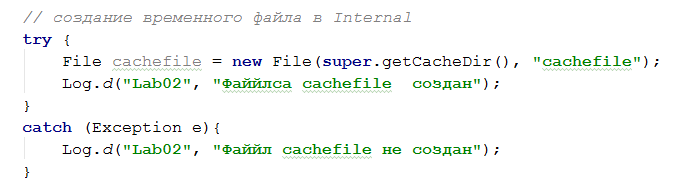 // создание временного файла в Internal
try {
File cachefile = new File(super.getCacheDir(), "cachefile");
Log.d("Lab02", "Файйлса cachefile  создан");
}
catch (Exception e){
Log.d("Lab02", "Файйл cachefile не создан");
}